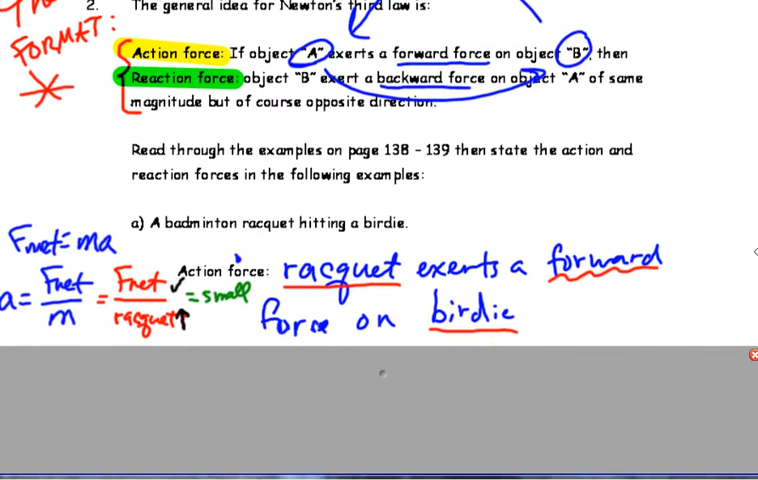 2. The general idea for Newton's third law is:
FORMAT:
Action force: If object "A" exerts a forward force on object "B", then
Reaction force: object "B" exert a backward force on object "A" of same
magnitude but of course opposite direction.
Read through the examples on page 138 - 139 then state the action and
reaction forces in the following examples:
a) A badminton racquet hitting a birdie.
Fnet = ma
a = Fnet / m = Fnet ✓ / racquet ↑ = small
Action force: racquet exerts a forward
force on birdie